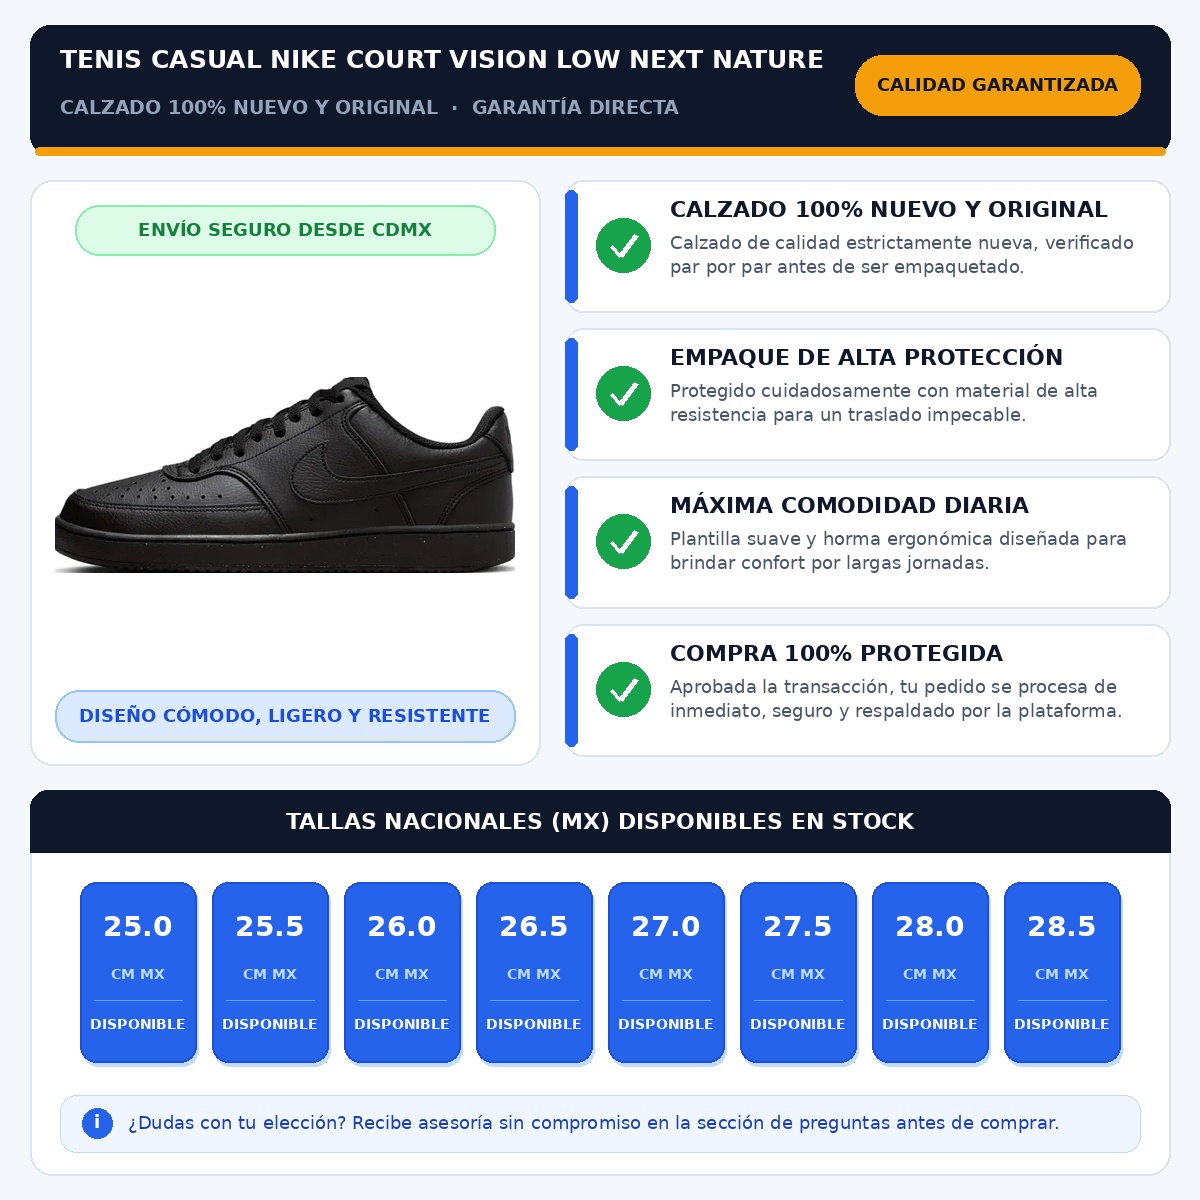 TENIS CASUAL NIKE COURT VISION LOW NEXT NATURE
CALZADO 100% NUEVO Y ORIGINAL · GARANTÍA DIRECTA
CALIDAD GARANTIZADA
ENVÍO SEGURO DESDE CDMX
DISEÑO CÓMODO, LIGERO Y RESISTENTE
CALZADO 100% NUEVO Y ORIGINAL
Calzado de calidad estrictamente nueva, verificado
par por par antes de ser empaquetado.
EMPAQUE DE ALTA PROTECCIÓN
Protegido cuidadosamente con material de alta
resistencia para un traslado impecable.
MÁXIMA COMODIDAD DIARIA
Plantilla suave y horma ergonómica diseñada para
brindar confort por largas jornadas.
COMPRA 100% PROTEGIDA
Aprobada la transacción, tu pedido se procesa de
inmediato, seguro y respaldado por la plataforma.
TALLAS NACIONALES (MX) DISPONIBLES EN STOCK
25.0
CM MX
DISPONIBLE
25.5
CM MX
DISPONIBLE
26.0
CM MX
DISPONIBLE
26.5
CM MX
DISPONIBLE
27.0
CM MX
DISPONIBLE
27.5
CM MX
DISPONIBLE
28.0
CM MX
DISPONIBLE
28.5
CM MX
DISPONIBLE
i
¿Dudas con tu elección? Recibe asesoría sin compromiso en la sección de preguntas antes de comprar.